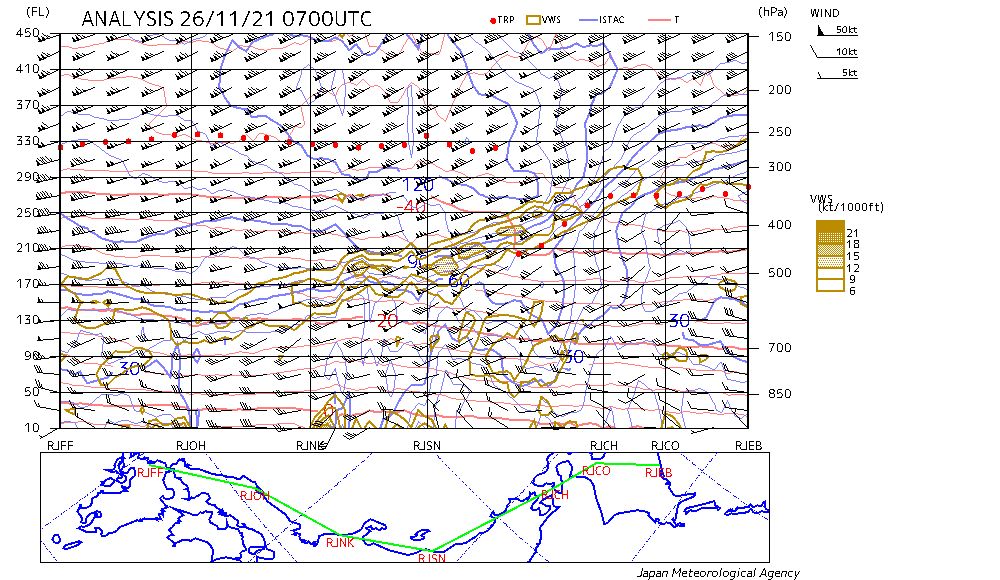 (FL) ANALYSIS 26/11/21 0700UTC TRP VWS ISTAC T (hPa) WIND
450 150
50kt
10kt
5kt
410
200
370
330 250
300
290
-120
-40
250
400
VWS
(kt/1000ft)
210
21
18
15
12
9
6
500
60
170
-20
130 30
700
90 30 30
50 850
0
10
RJFF RJOH RJNK RJSN RJCH RJCO RJEB
RJFF RJOH RJNK RJSN RJCH RJCO RJEB
Japan Meteorological Agency